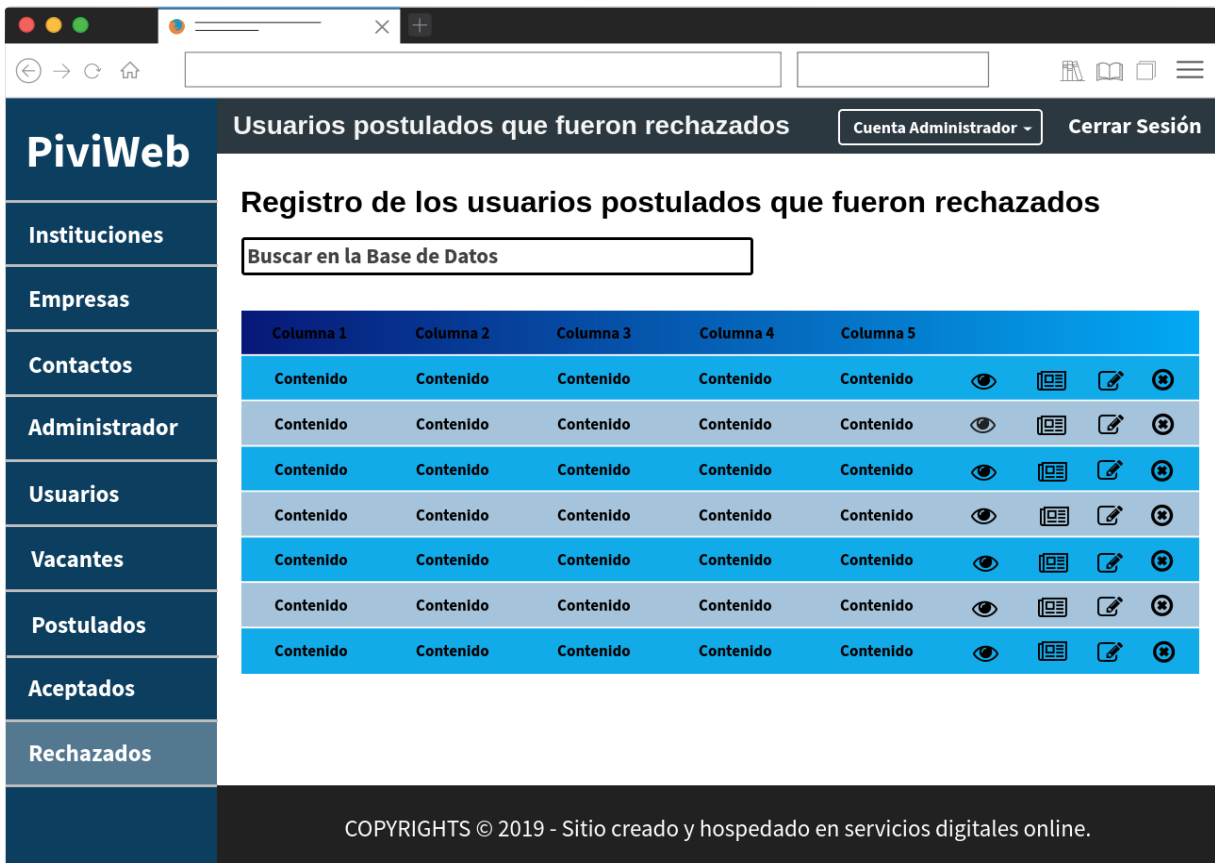 PiviWeb
Usuarios postulados que fueron rechazados
Cuenta Administrador
Cerrar Sesión
Instituciones
Empresas
Contactos
Administrador
Usuarios
Vacantes
Postulados
Aceptados
Rechazados
Registro de los usuarios postulados que fueron rechazados
Buscar en la Base de Datos
Columna 1 Columna 2 Columna 3 Columna 4 Columna 5
Contenido Contenido Contenido Contenido Contenido
Contenido Contenido Contenido Contenido Contenido
Contenido Contenido Contenido Contenido Contenido
Contenido Contenido Contenido Contenido Contenido
Contenido Contenido Contenido Contenido Contenido
Contenido Contenido Contenido Contenido Contenido
Contenido Contenido Contenido Contenido Contenido
COPYRIGHTS © 2019 - Sitio creado y hospedado en servicios digitales online.